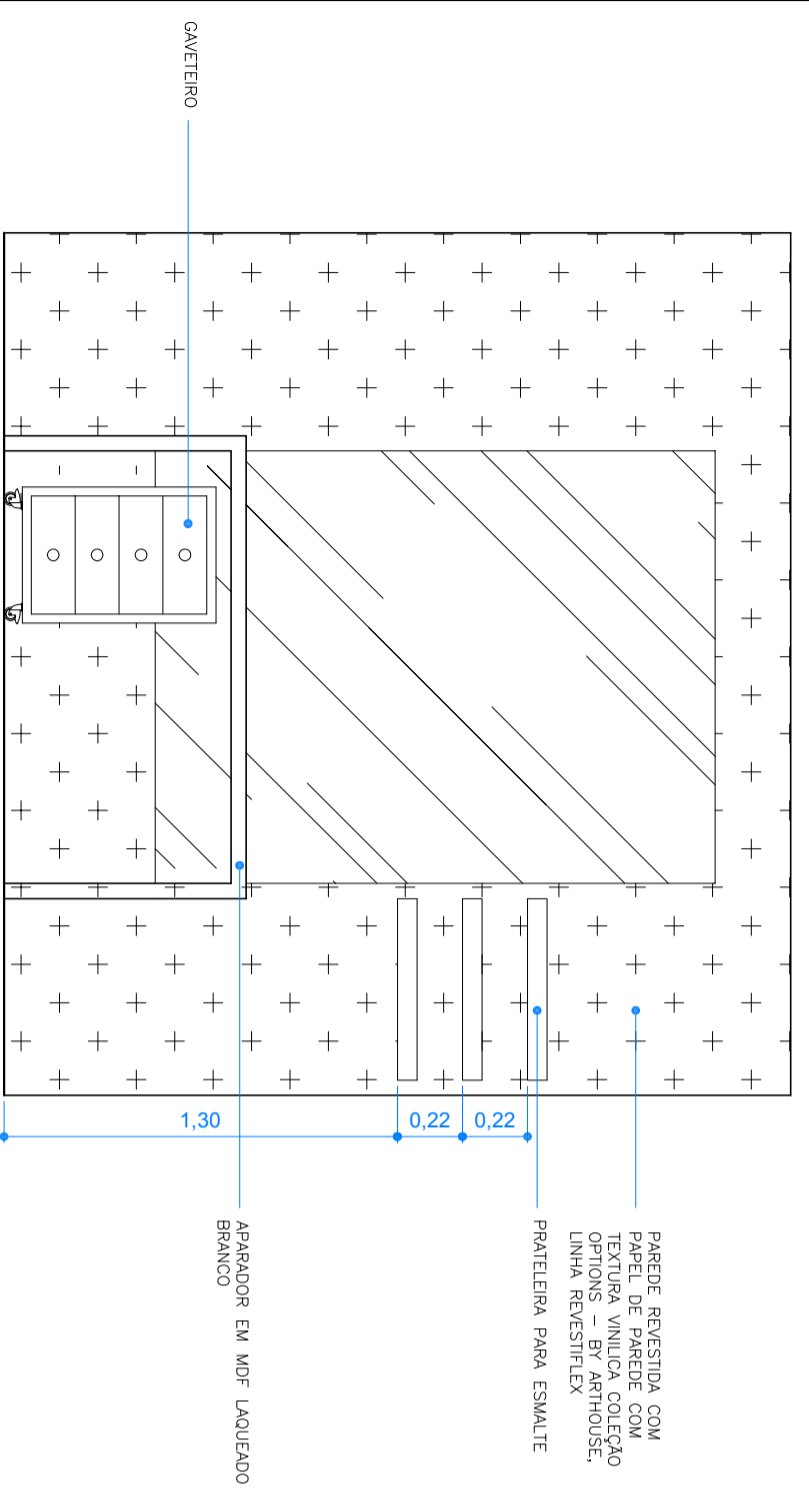 GAVETEIRO
PAREDE REVESTIDA COM
PAPEL DE PAREDE COM
TEXTURA VINILICA COLEÇÃO
OPTIONS – BY ARTHOUSE,
LINHA REVESTIFLEX
PRATELEIRA PARA ESMALTE
0,22
0,22
1,30
APARADOR EM MDF LAQUEADO
BRANCO